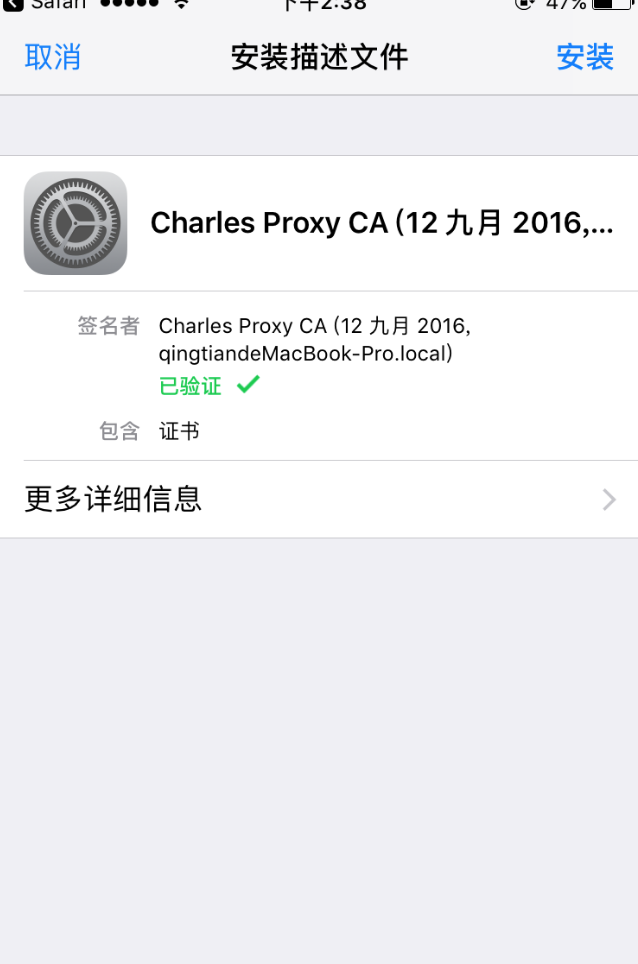 Safari 下午2:38 47%
取消 安装描述文件 安装
Charles Proxy CA (12 九月 2016,...
签名者 Charles Proxy CA (12 九月 2016,
qingtiandeMacBook-Pro.local)
已验证
包含 证书
更多详细信息